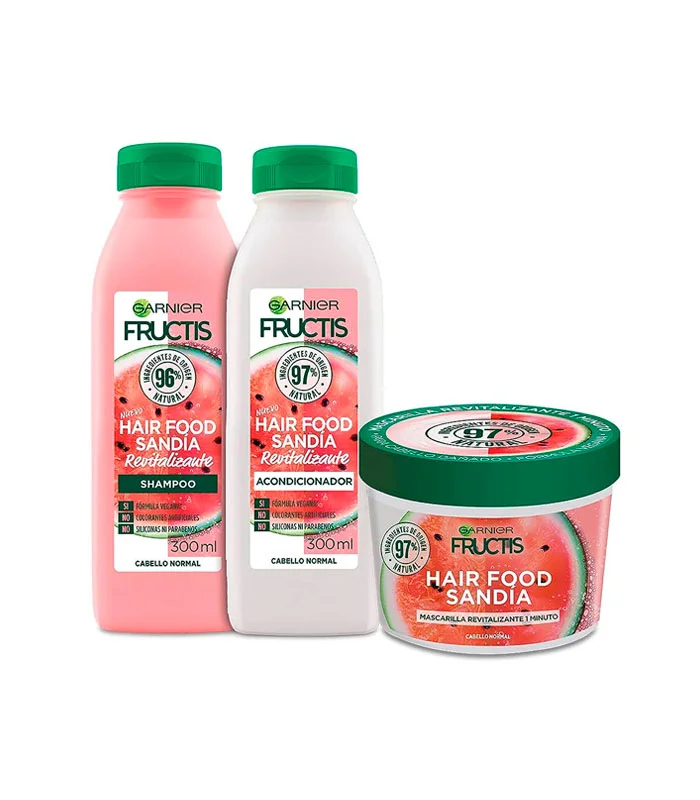 GARNIER
FRUCTIS
INGREDIENTES DE ORIGEN
96%
NATURAL
NUEVO
HAIR FOOD
SANDÍA
Revitalizante
SHAMPOO
SI FÓRMULA VEGANA
NO COLORANTES ARTIFICIALES
NO SILICONAS NI PARABENOS
300ml
CABELLO NORMAL
GARNIER
FRUCTIS
INGREDIENTES DE ORIGEN
97%
NATURAL
NUEVO
HAIR FOOD
SANDÍA
Revitalizante
ACONDICIONADOR
SI FÓRMULA VEGANA
NO COLORANTES ARTIFICIALES
NO SILICONAS NI PARABENOS
300ml
CABELLO NORMAL
MASCARILLA REVITALIZANTE 1 MINUTO
INGREDIENTES DE ORIGEN
97%
NATURAL
GARNIER
FRUCTIS
INGREDIENTES DE ORIGEN
97%
NATURAL
HAIR FOOD
SANDÍA
MASCARILLA REVITALIZANTE 1 MINUTO
CABELLO NORMAL